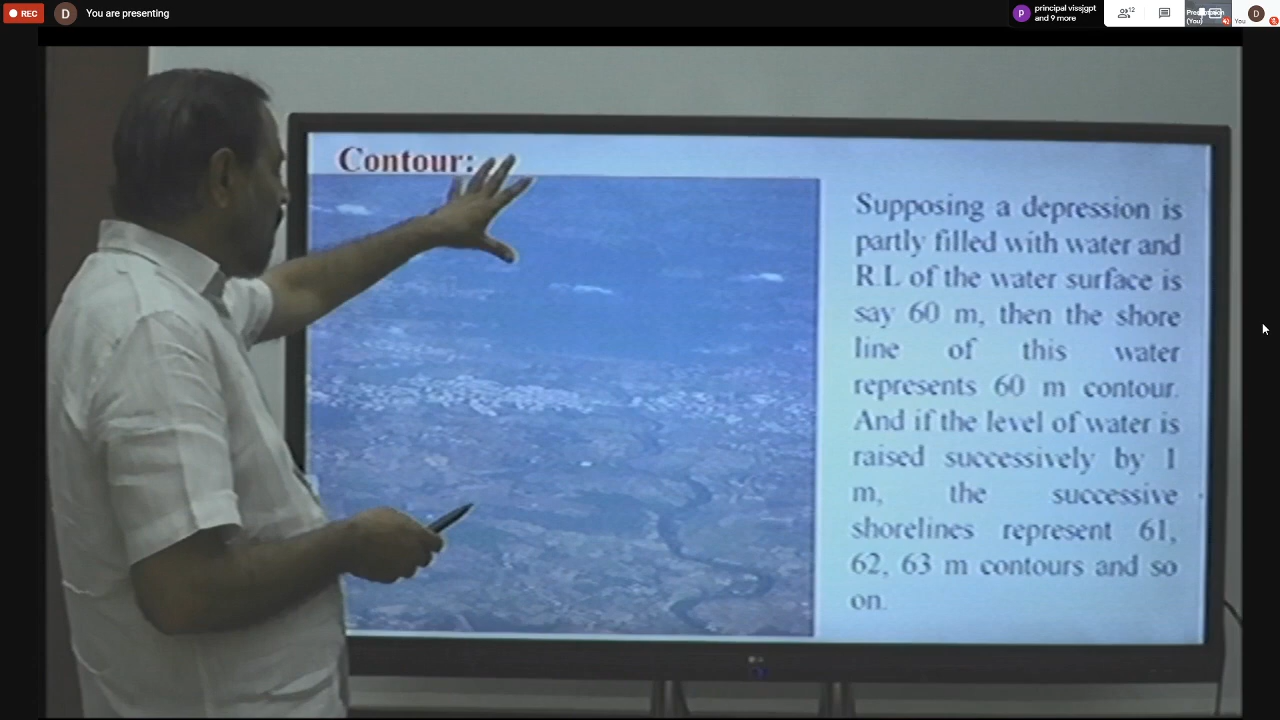 REC
D
You are presenting
P
principal vissjgpt
and 9 more
12
(You)
You
D
Contour:
Supposing a depression is
partly filled with water and
R.L of the water surface is
say 60 m, then the shore
line of this water
represents 60 m contour.
And if the level of water is
raised successively by 1
m, the successive
shorelines represent 61,
62, 63 m contours and so
on.